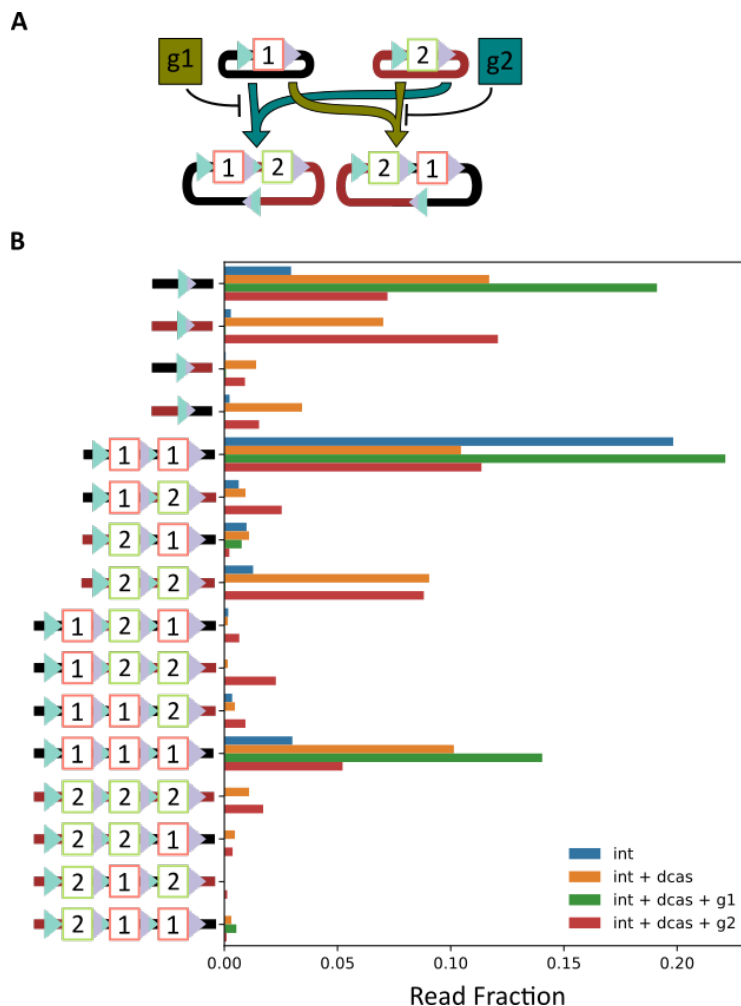 A
g1 1 2 g2
1 2 2 1
B
1 1
1 2
2 1
2 2
1 2 1
1 2 2
1 1 2
1 1 1
2 2 2
2 2 1
2 1 2
2 1 1
int
int + dcas
int + dcas + g1
int + dcas + g2
0.00 0.05 0.10 0.15 0.20
Read Fraction